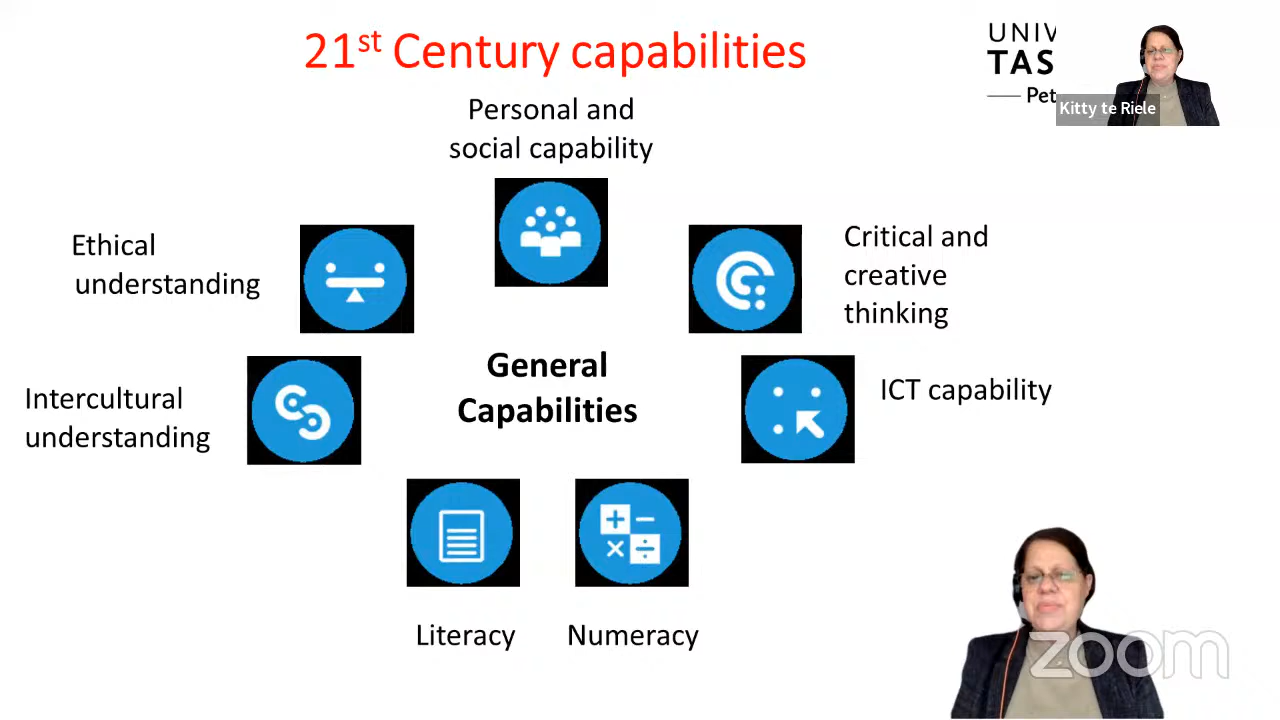 21st Century capabilities
UNIV
TAS
Pet
Kitty te Riele
Personal and
social capability
Ethical
understanding
Critical and
creative
thinking
General
Capabilities
Intercultural
understanding
ICT capability
Literacy
Numeracy
zoom